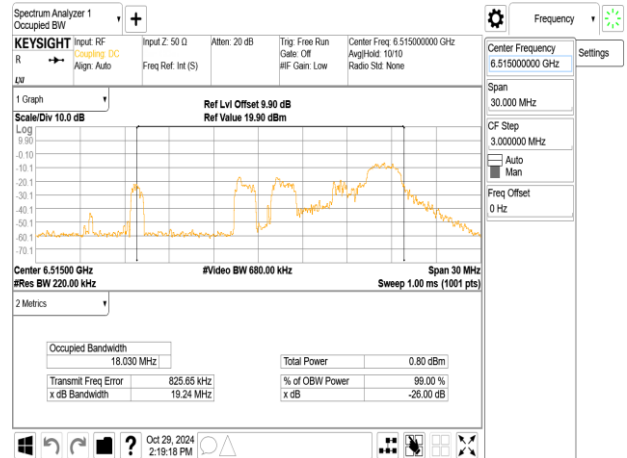 Spectrum Analyzer 1
Occupied BW
Frequency
KEYSIGHT
R
LXI
Input: RF
Coupling: DC
Align: Auto
Input Z: 50 Ω
Freq Ref: Int (S)
Atten: 20 dB
Trig: Free Run
Gate: Off
#IF Gain: Low
Center Freq: 6.515000000 GHz
Avg|Hold: 10/10
Radio Std: None
Center Frequency
6.515000000 GHz
Settings
Span
30.000 MHz
CF Step
3.000000 MHz
Auto
Man
Freq Offset
0 Hz
1 Graph
Scale/Div 10.0 dB
Ref Lvl Offset 9.90 dB
Ref Value 19.90 dBm
Log
9.90
-0.10
-10.1
-20.1
-30.1
-40.1
-50.1
-60.1
-70.1
Center 6.51500 GHz
#Video BW 680.00 kHz
Span 30 MHz
#Res BW 220.00 kHz
Sweep 1.00 ms (1001 pts)
2 Metrics
Occupied Bandwidth
18.030 MHz
Transmit Freq Error 825.65 kHz
x dB Bandwidth 19.24 MHz
Total Power 0.80 dBm
% of OBW Power 99.00 %
x dB -26.00 dB
Oct 29, 2024
2:19:18 PM